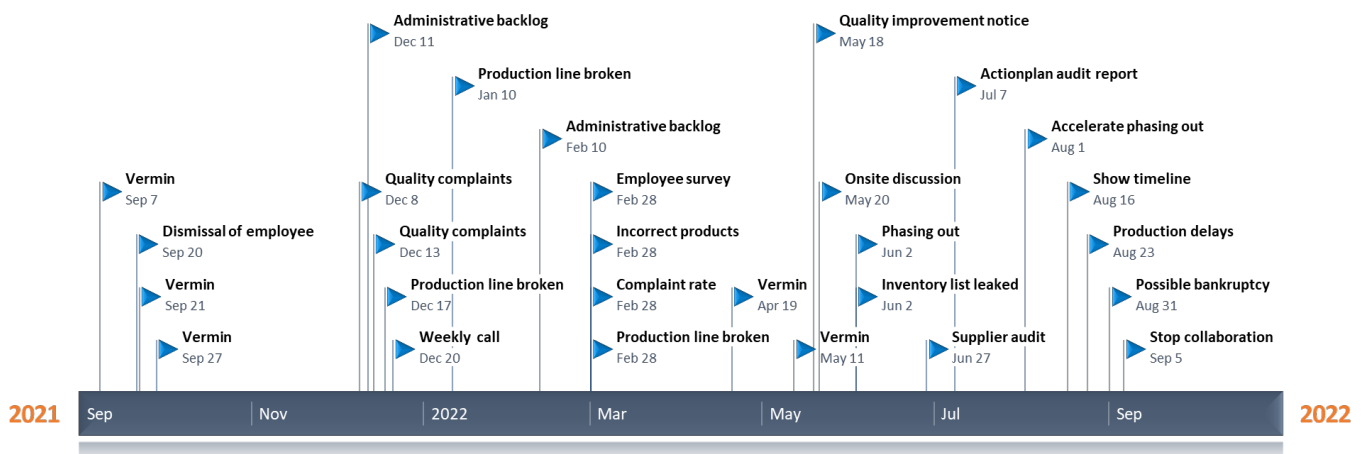 Administrative backlog
Dec 11
Quality improvement notice
May 18
Production line broken
Jan 10
Actionplan audit report
Jul 7
Administrative backlog
Feb 10
Accelerate phasing out
Aug 1
Vermin
Sep 7
Quality complaints
Dec 8
Employee survey
Feb 28
Onsite discussion
May 20
Show timeline
Aug 16
Dismissal of employee
Sep 20
Quality complaints
Dec 13
Incorrect products
Feb 28
Phasing out
Jun 2
Production delays
Aug 23
Vermin
Sep 21
Production line broken
Dec 17
Complaint rate
Feb 28
Vermin
Apr 19
Inventory list leaked
Jun 2
Possible bankruptcy
Aug 31
Vermin
Sep 27
Weekly call
Dec 20
Production line broken
Feb 28
Vermin
May 11
Supplier audit
Jun 27
Stop collaboration
Sep 5
2021 Sep Nov 2022 Mar May Jul Sep 2022